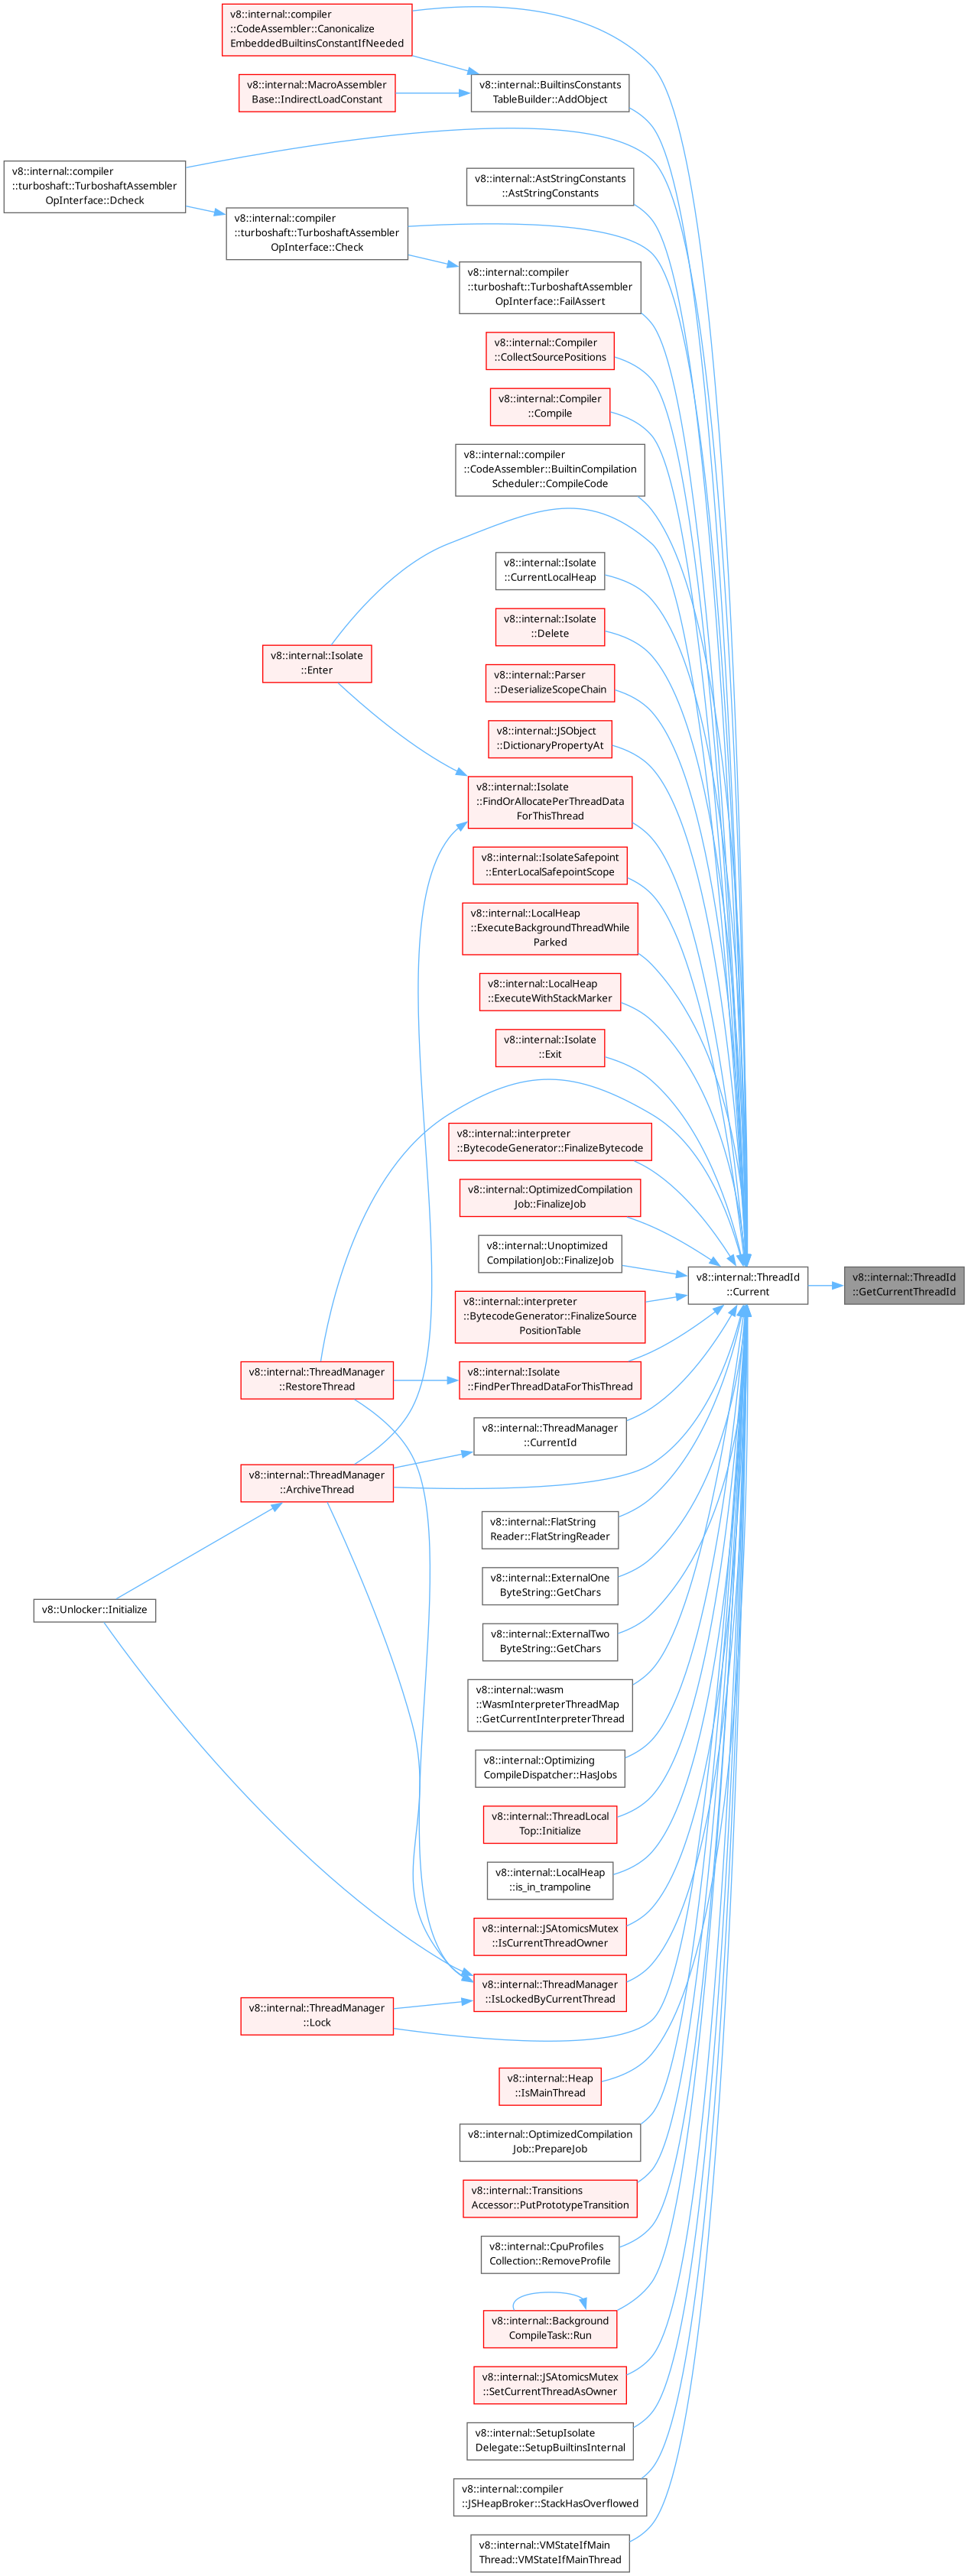 v8::internal::compiler
::CodeAssembler::Canonicalize
EmbeddedBuiltinsConstantIfNeeded
v8::internal::MacroAssembler
Base::IndirectLoadConstant
v8::internal::BuiltinsConstants
TableBuilder::AddObject
v8::internal::compiler
::turboshaft::TurboshaftAssembler
OpInterface::Dcheck
v8::internal::AstStringConstants
::AstStringConstants
v8::internal::compiler
::turboshaft::TurboshaftAssembler
OpInterface::Check
v8::internal::compiler
::turboshaft::TurboshaftAssembler
OpInterface::FailAssert
v8::internal::Compiler
::CollectSourcePositions
v8::internal::Compiler
::Compile
v8::internal::compiler
::CodeAssembler::BuiltinCompilation
Scheduler::CompileCode
v8::internal::Isolate
::CurrentLocalHeap
v8::internal::Isolate
::Delete
v8::internal::Isolate
::Enter
v8::internal::Parser
::DeserializeScopeChain
v8::internal::JSObject
::DictionaryPropertyAt
v8::internal::Isolate
::FindOrAllocatePerThreadData
ForThisThread
v8::internal::IsolateSafepoint
::EnterLocalSafepointScope
v8::internal::LocalHeap
::ExecuteBackgroundThreadWhile
Parked
v8::internal::LocalHeap
::ExecuteWithStackMarker
v8::internal::Isolate
::Exit
v8::internal::interpreter
::BytecodeGenerator::FinalizeBytecode
v8::internal::OptimizedCompilation
Job::FinalizeJob
v8::internal::Unoptimized
CompilationJob::FinalizeJob
v8::internal::ThreadId
::Current
v8::internal::ThreadId
::GetCurrentThreadId
v8::internal::interpreter
::BytecodeGenerator::FinalizeSource
PositionTable
v8::internal::ThreadManager
::RestoreThread
v8::internal::Isolate
::FindPerThreadDataForThisThread
v8::internal::ThreadManager
::CurrentId
v8::internal::ThreadManager
::ArchiveThread
v8::internal::FlatString
Reader::FlatStringReader
v8::internal::ExternalOne
ByteString::GetChars
v8::Unlocker::Initialize
v8::internal::ExternalTwo
ByteString::GetChars
v8::internal::wasm
::WasmInterpreterThreadMap
::GetCurrentInterpreterThread
v8::internal::Optimizing
CompileDispatcher::HasJobs
v8::internal::ThreadLocal
Top::Initialize
v8::internal::LocalHeap
::is_in_trampoline
v8::internal::JSAtomicsMutex
::IsCurrentThreadOwner
v8::internal::ThreadManager
::IsLockedByCurrentThread
v8::internal::ThreadManager
::Lock
v8::internal::Heap
::IsMainThread
v8::internal::OptimizedCompilation
Job::PrepareJob
v8::internal::Transitions
Accessor::PutPrototypeTransition
v8::internal::CpuProfiles
Collection::RemoveProfile
v8::internal::Background
CompileTask::Run
v8::internal::JSAtomicsMutex
::SetCurrentThreadAsOwner
v8::internal::SetupIsolate
Delegate::SetupBuiltinsInternal
v8::internal::compiler
::JSHeapBroker::StackHasOverflowed
v8::internal::VMStateIfMain
Thread::VMStateIfMainThread